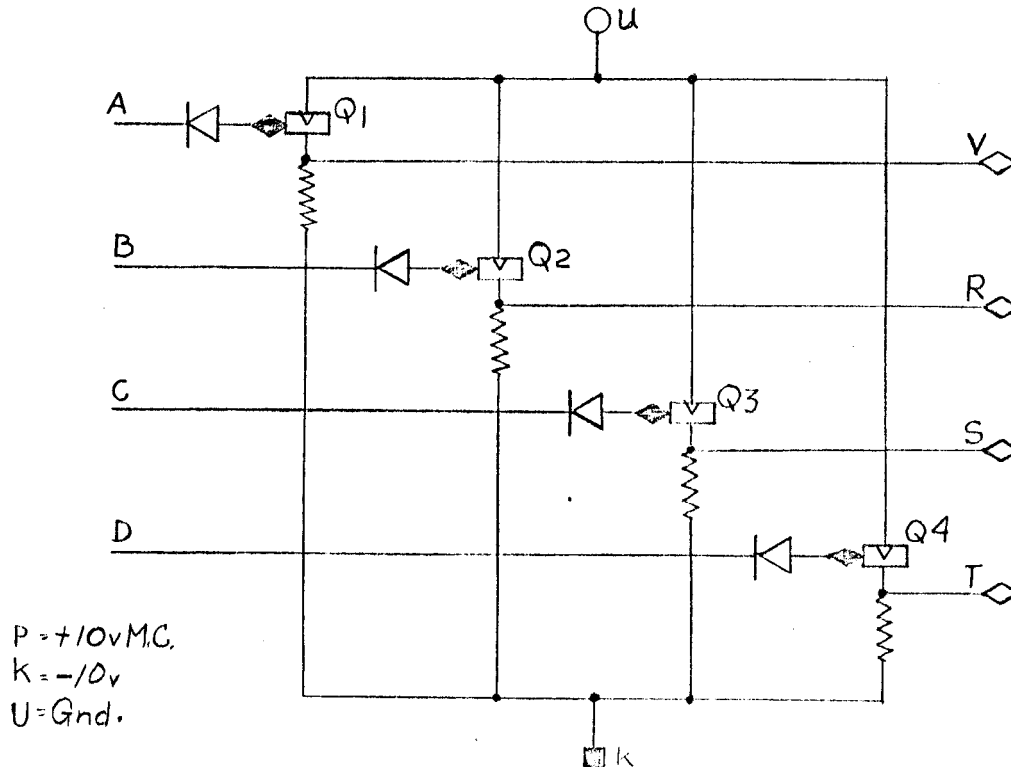 U
A
Q1
V
B
Q2
R
C
Q3
S
D
Q4
T
P = +10v M.C.
K = -10v
U = Gnd.
K